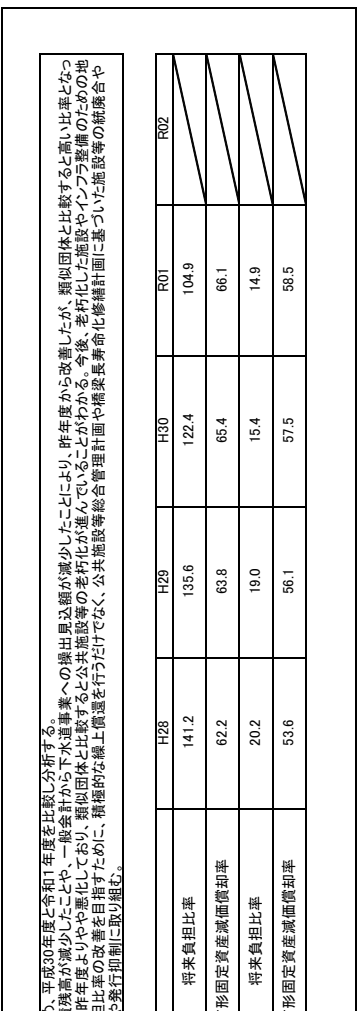 、平成30年度と令和1年度を比較し分析する。
残高が減少したことや、一般会計から下水道事業への繰出見込額が減少したことにより、昨年度から改善したが、類似団体と比較すると高い比率となっ
昨年度よりやや悪化しており、類似団体と比較すると公共施設等の老朽化が進んでいることがわかる。今後、老朽化した施設やインフラ整備のための地
担比率の改善を目指すために、積極的な繰上償還を行うだけでなく、公共施設等総合管理計画や橋梁長寿命化修繕計画に基づいた施設等の統廃合や
発行抑制に取り組む。
H28 H29 H30 R01 R02
将来負担比率 141.2 135.6 122.4 104.9
形固定資産減価償却率 62.2 63.8 65.4 66.1
将来負担比率 20.2 19.0 15.4 14.9
形固定資産減価償却率 53.6 56.1 57.5 58.5